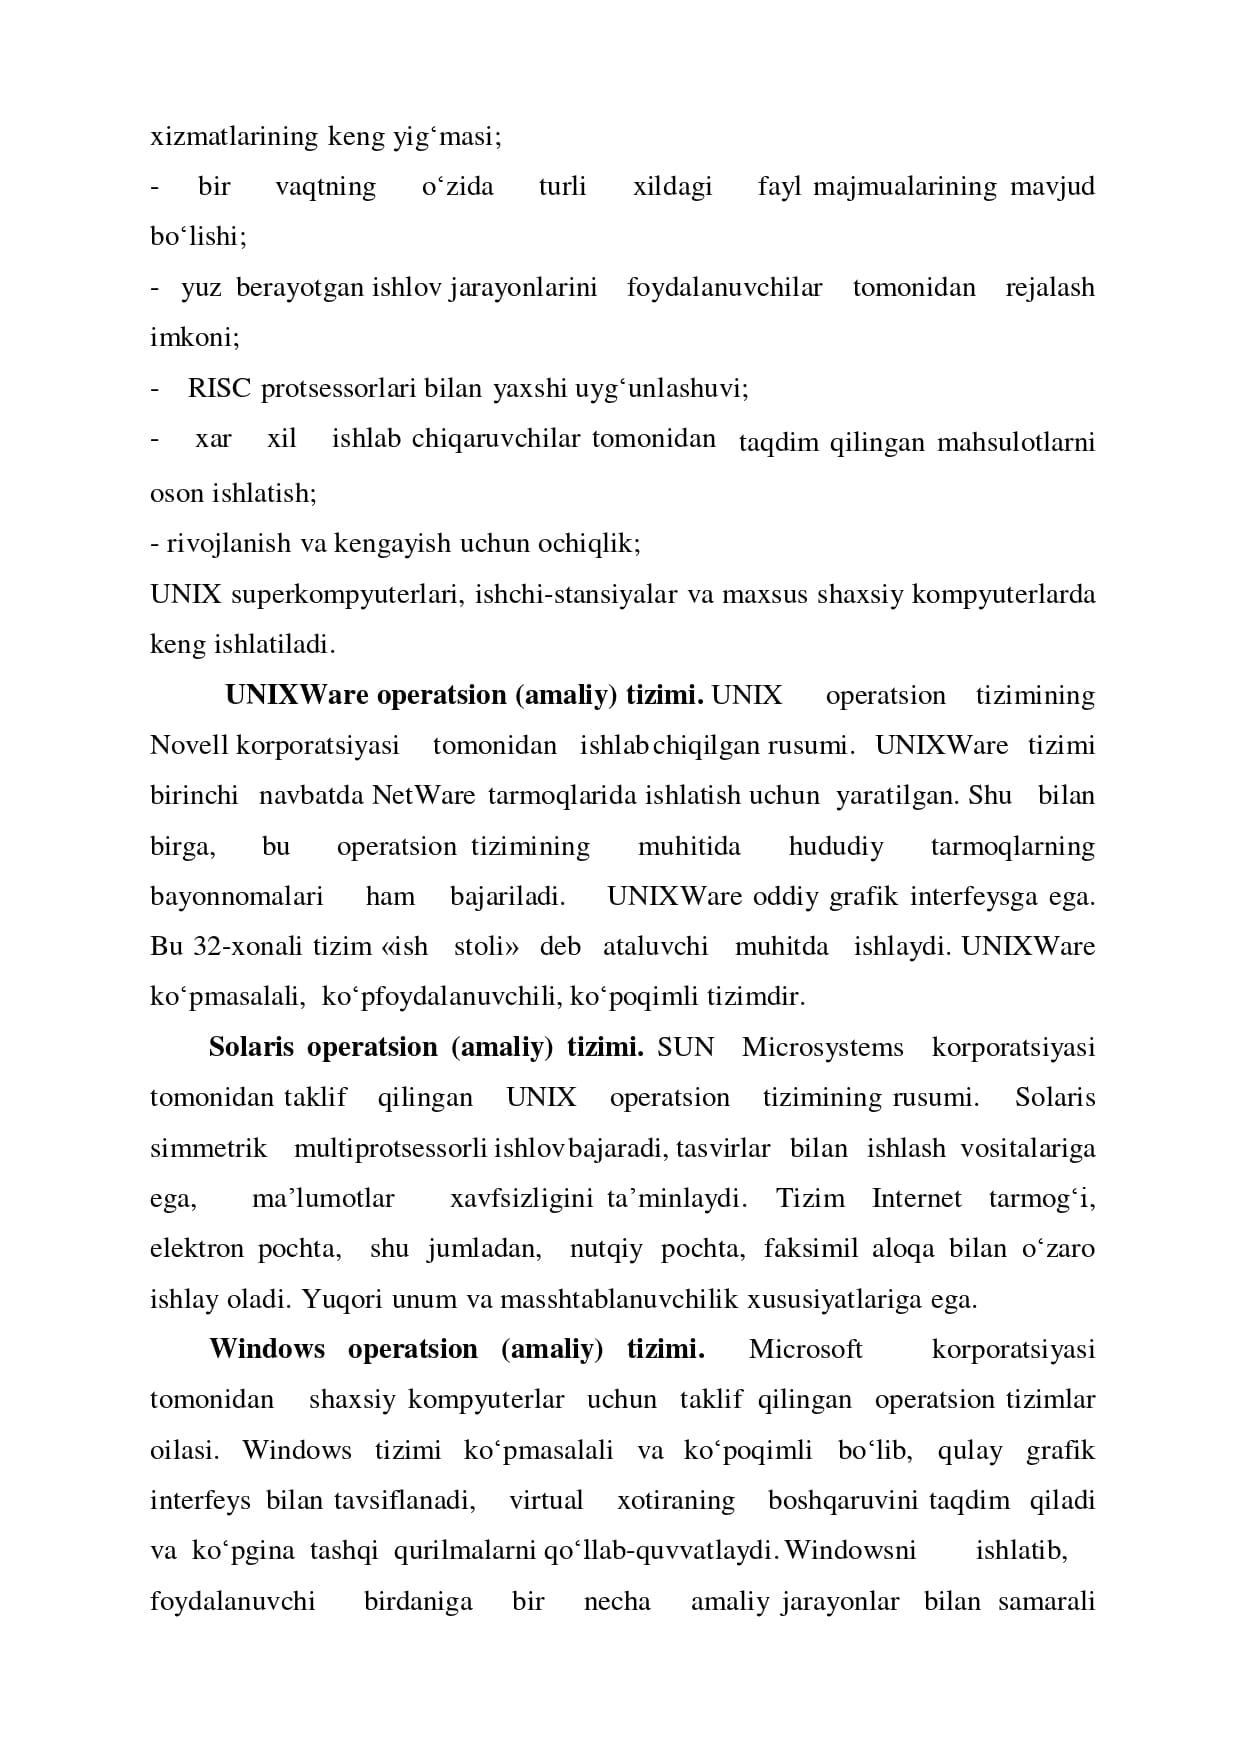 xizmatlarining keng yig‘masi;
- bir vaqtning o‘zida turli xildagi fayl majmualarining mavjud
bo‘lishi;
- yuz berayotgan ishlov jarayonlarini foydalanuvchilar tomonidan rejalash
imkoni;
- RISC protsessorlari bilan yaxshi uyg‘unlashuvi;
- xar xil ishlab chiqaruvchilar tomonidan taqdim qilingan mahsulotlarni
oson ishlatish;
- rivojlanish va kengayish uchun ochiqlik;
UNIX superkompyuterlari, ishchi-stansiyalar va maxsus shaxsiy kompyuterlarda
keng ishlatiladi.
UNIXWare operatsion (amaliy) tizimi. UNIX operatsion tizimining
Novell korporatsiyasi tomonidan ishlab chiqilgan rusumi. UNIXWare tizimi
birinchi navbatda NetWare tarmoqlarida ishlatish uchun yaratilgan. Shu bilan
birga, bu operatsion tizimining muhitida hududiy tarmoqlarning
bayonnomalari ham bajariladi. UNIXWare oddiy grafik interfeysga ega.
Bu 32-xonali tizim «ish stoli» deb ataluvchi muhitda ishlaydi. UNIXWare
ko‘pmasalali, ko‘pfoydalanuvchili, ko‘poqimli tizimdir.
Solaris operatsion (amaliy) tizimi. SUN Microsystems korporatsiyasi
tomonidan taklif qilingan UNIX operatsion tizimining rusumi. Solaris
simmetrik multiprotsessorli ishlov bajaradi, tasvirlar bilan ishlash vositalariga
ega, ma’lumotlar xavfsizligini ta’minlaydi. Tizim Internet tarmog‘i,
elektron pochta, shu jumladan, nutqiy pochta, faksimil aloqa bilan o‘zaro
ishlay oladi. Yuqori unum va masshtablanuvchilik xususiyatlariga ega.
Windows operatsion (amaliy) tizimi. Microsoft korporatsiyasi
tomonidan shaxsiy kompyuterlar uchun taklif qilingan operatsion tizimlar
oilasi. Windows tizimi ko‘pmasalali va ko‘poqimli bo‘lib, qulay grafik
interfeys bilan tavsiflanadi, virtual xotiraning boshqaruvini taqdim qiladi
va ko‘pgina tashqi qurilmalarni qo‘llab-quvvatlaydi. Windowsni ishlatib,
foydalanuvchi birdaniga bir necha amaliy jarayonlar bilan samarali